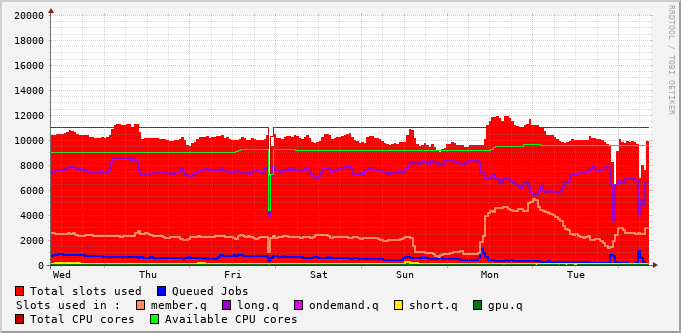 20000
18000
16000
14000
12000
10000
8000
6000
4000
2000
0
Wed Thu Fri Sat Sun Mon Tue
Total slots used Queued Jobs
Slots used in : member.q long.q ondemand.q short.q gpu.q
Total CPU cores Available CPU cores
RRDTOOL / TOBI OETIKER